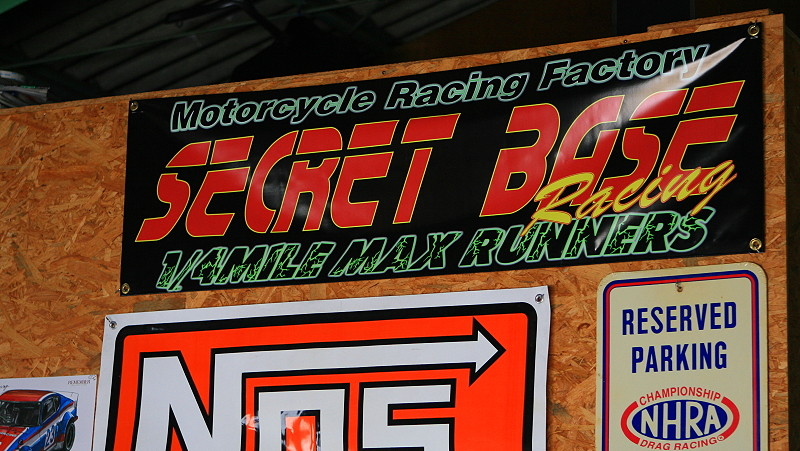 Motorcycle Racing Factory
SECRET BASE
Racing
1/4MILE MAX RUNNERS
NOS
RESERVED
PARKING
CHAMPIONSHIP
NHRA
DRAG RACING®